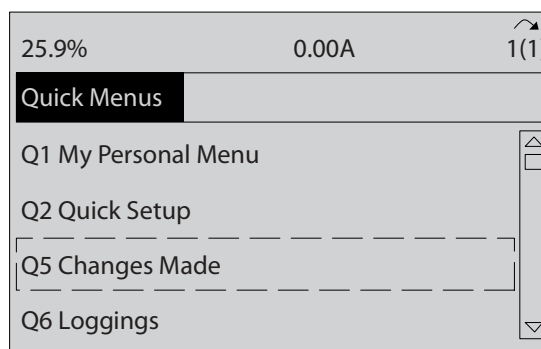 25.9% 0.00A 1(1
Quick Menus
Q1 My Personal Menu
Q2 Quick Setup
Q5 Changes Made
Q6 Loggings